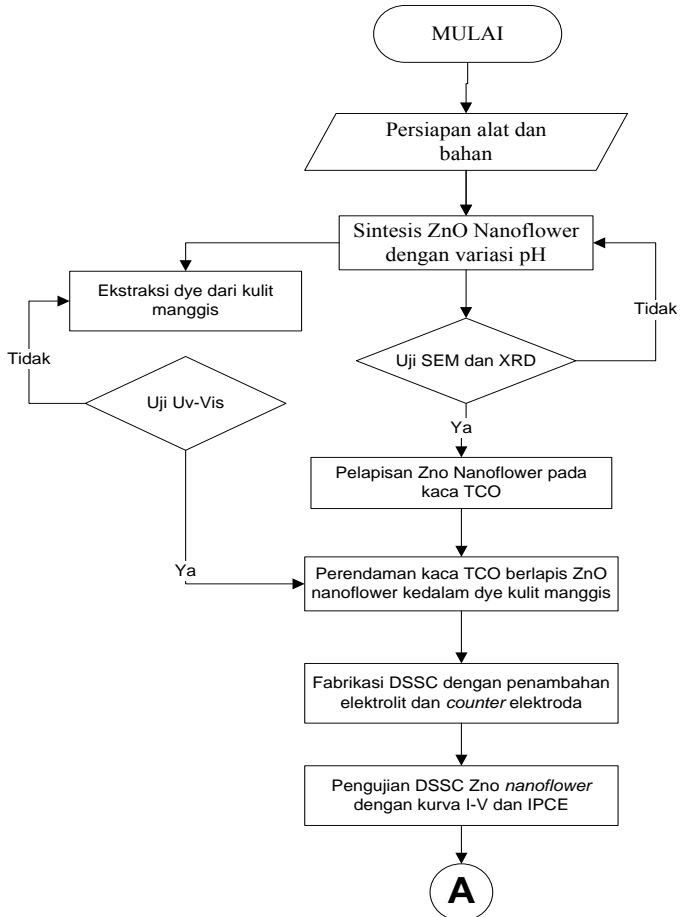 MULAI
Persiapan alat dan
bahan
Sintesis ZnO Nanoflower
dengan variasi pH
Ekstraksi dye dari kulit
manggis
Tidak
Tidak
Uji SEM dan XRD
Uji Uv-Vis
Ya
Pelapisan Zno Nanoflower pada
kaca TCO
Ya
Perendaman kaca TCO berlapis ZnO
nanoflower kedalam dye kulit manggis
Fabrikasi DSSC dengan penambahan
elektrolit dan counter elektroda
Pengujian DSSC Zno nanoflower
dengan kurva I-V dan IPCE
A